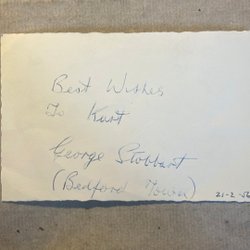 Best Wishes
To Kurt
George Stobbart
(Bedford Town)
21-2-56